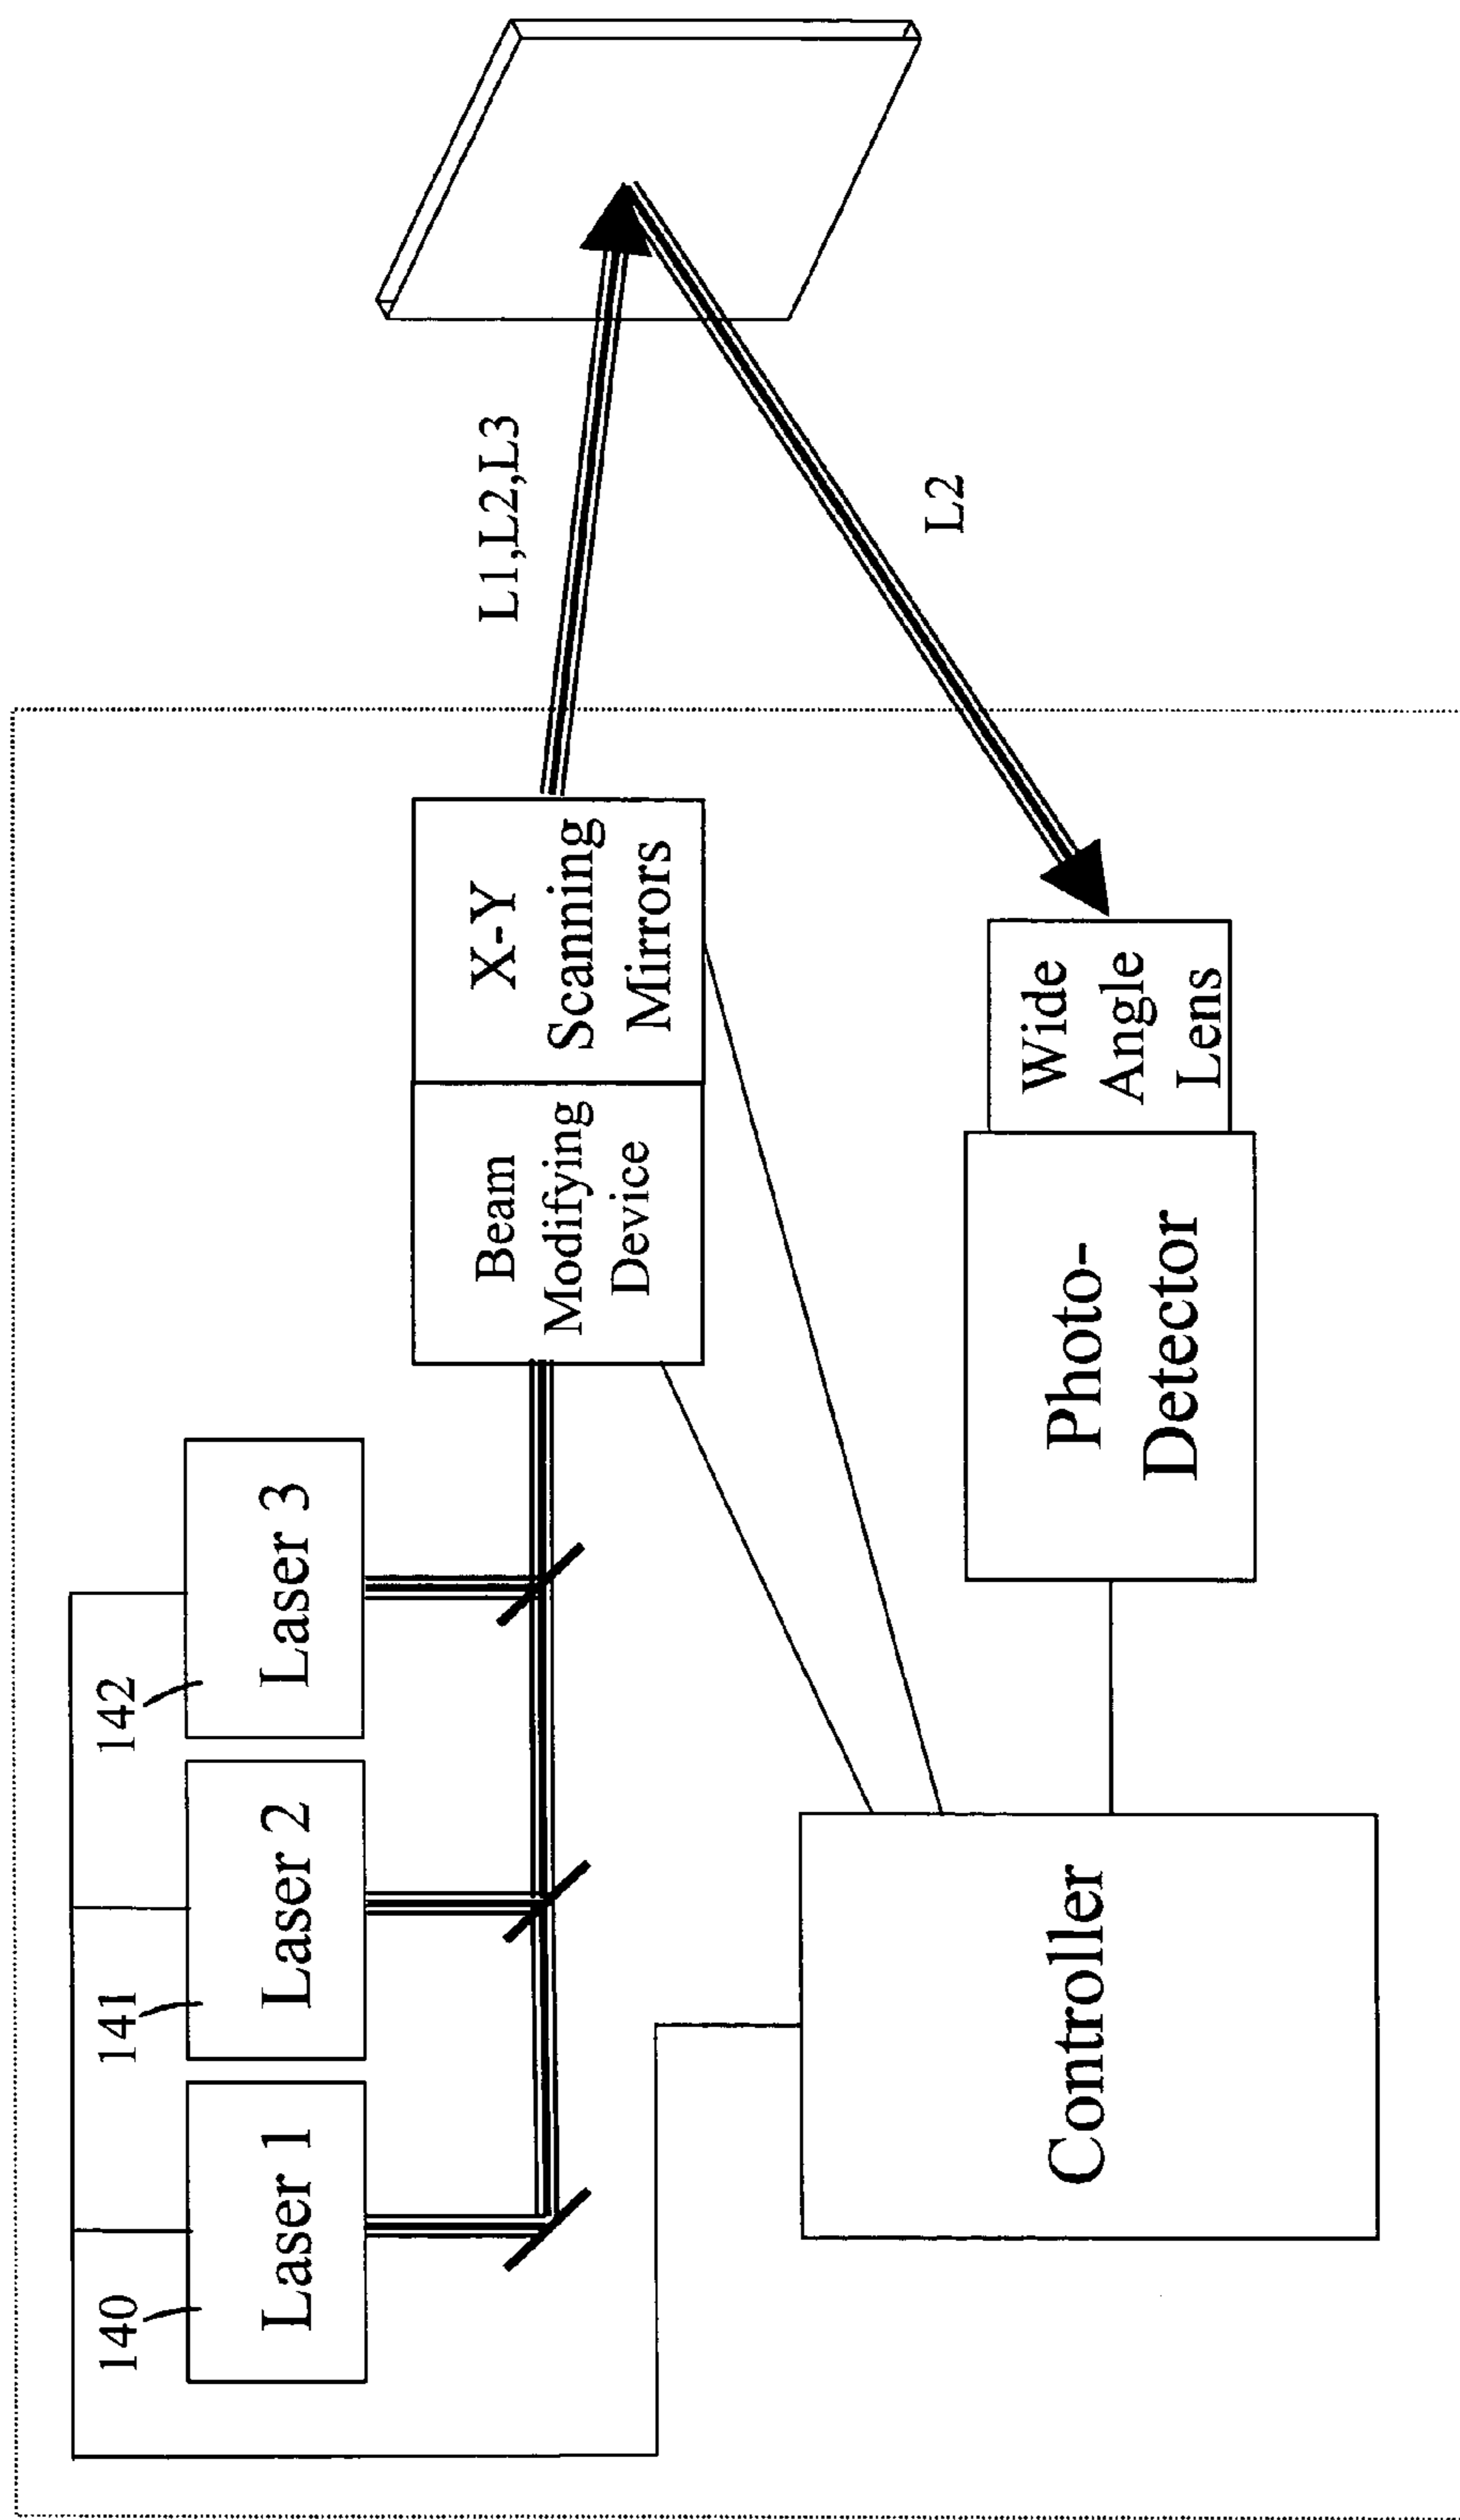 140
141
142
Laser 1
Laser 2
Laser 3
Beam
Modifying
Device
X-Y
Scanning
Mirrors
L1,L2,L3
L2
Controller
Photo-
Detector
Wide
Angle
Lens